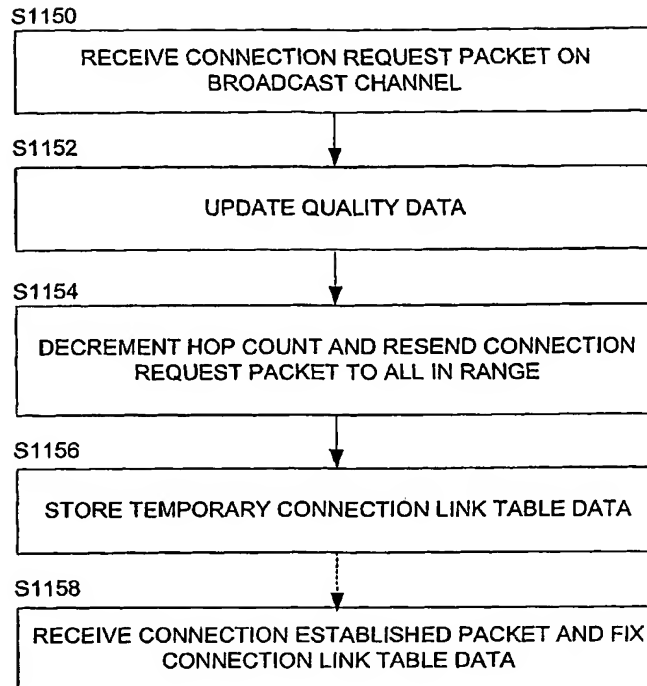 S1150
RECEIVE CONNECTION REQUEST PACKET ON
BROADCAST CHANNEL
S1152
UPDATE QUALITY DATA
S1154
DECREMENT HOP COUNT AND RESEND CONNECTION
REQUEST PACKET TO ALL IN RANGE
S1156
STORE TEMPORARY CONNECTION LINK TABLE DATA
S1158
RECEIVE CONNECTION ESTABLISHED PACKET AND FIX
CONNECTION LINK TABLE DATA